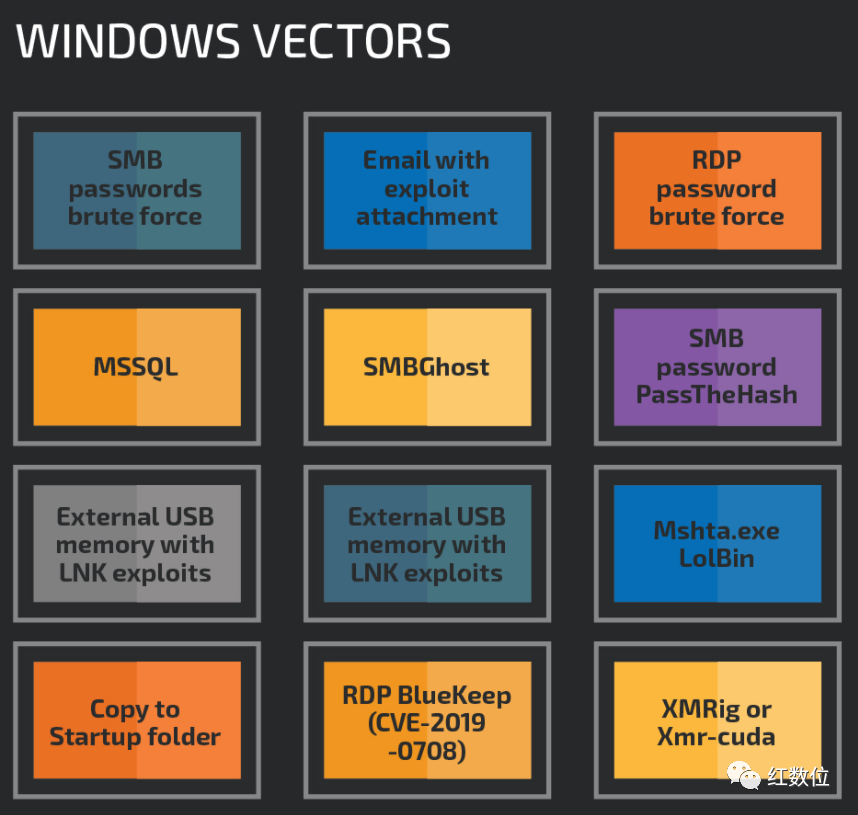 WINDOWS VECTORS
SMB
passwords
brute force
Email with
exploit
attachment
RDP
password
brute force
MSSQL
SMBGhost
SMB
password
PassTheHash
External USB
memory with
LNK exploits
External USB
memory with
LNK exploits
Mshta.exe
LolBin
Copy to
Startup folder
RDP BlueKeep
(CVE-2019
-0708)
XMRig or
Xmr-cuda
红数位